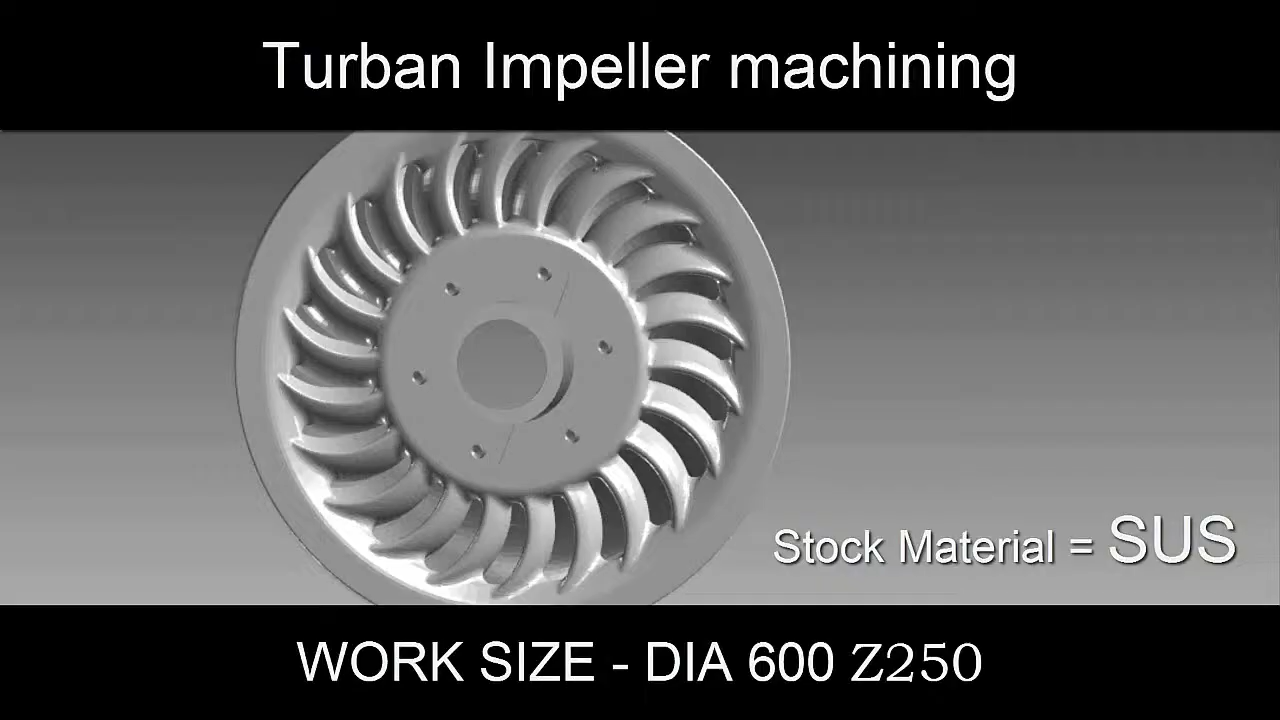 Turban Impeller machining
Stock Material = SUS
WORK SIZE - DIA 600 Z250